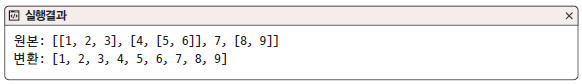 실행결과
원본: [[1, 2, 3], [4, [5, 6]], 7, [8, 9]]
변환: [1, 2, 3, 4, 5, 6, 7, 8, 9]